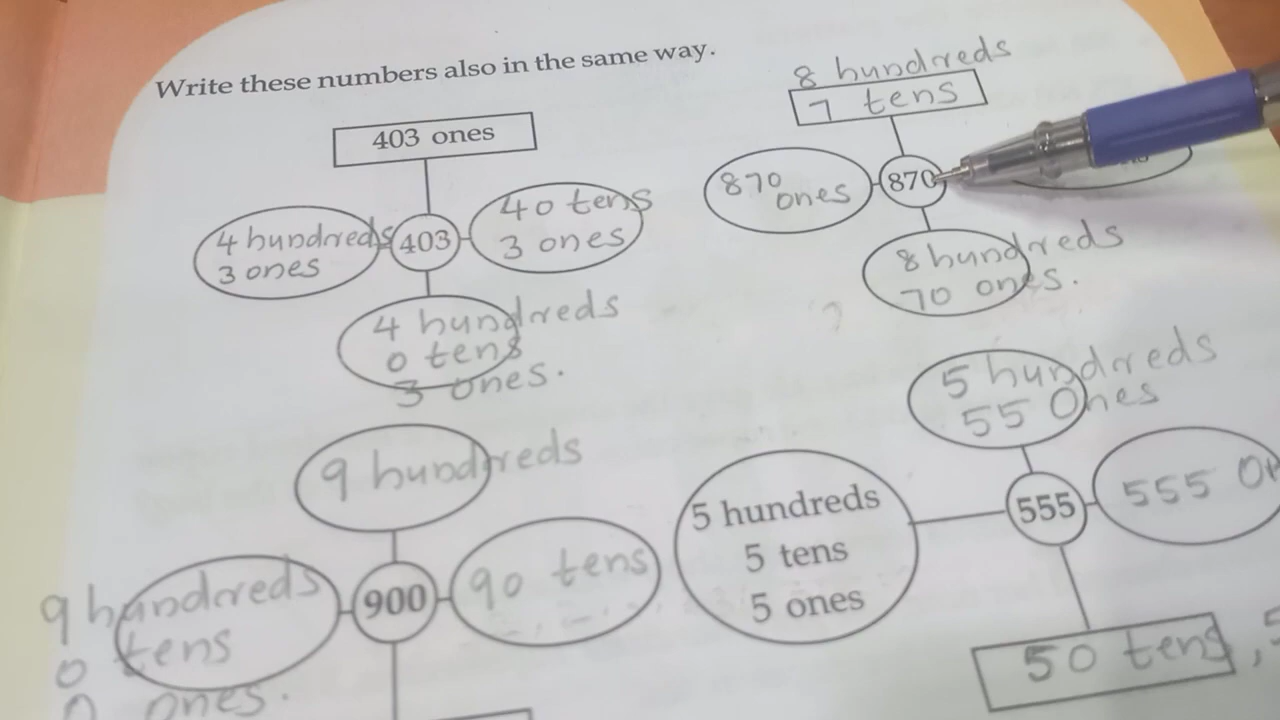 Write these numbers also in the same way.
403 ones
4 hundreds
3 ones
403
40 tens
3 ones
4 hundreds
0 tens
3 ones.
8 hundreds
7 tens
870
ones
870
8 hundreds
70 ones.
9 hundreds
9 hundreds
0 tens
0 ones.
900
90 tens
5 hundreds
55 Ones
5 hundreds
5 tens
5 ones
555
555
50 tens,